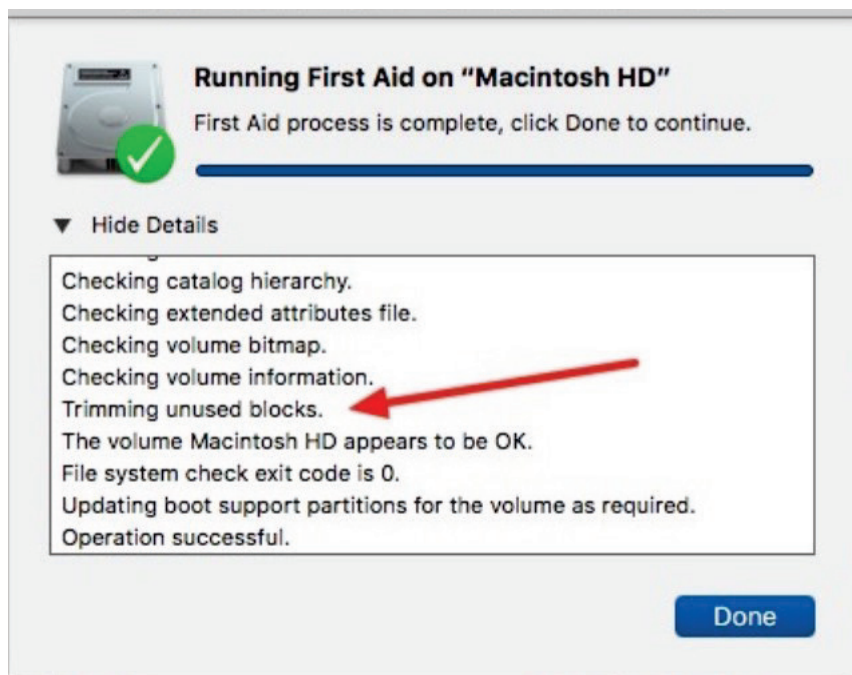 Running First Aid on “Macintosh HD”
First Aid process is complete, click Done to continue.
Hide Details
Checking catalog hierarchy.
Checking extended attributes file.
Checking volume bitmap.
Checking volume information.
Trimming unused blocks.
The volume Macintosh HD appears to be OK.
File system check exit code is 0.
Updating boot support partitions for the volume as required.
Operation successful.
Done